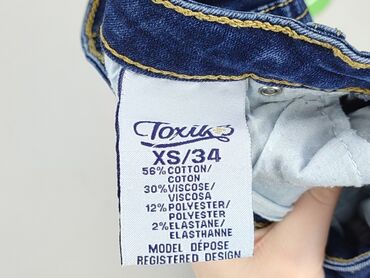 Toxik3
XS/34
56% COTTON/
COTON
30% VISCOSE/
VISCOSA
12% POLYESTER/
POLYESTER
2% ELASTANE/
ELASTHANNE
MODEL DÉPOSE
REGISTERED DESIGN